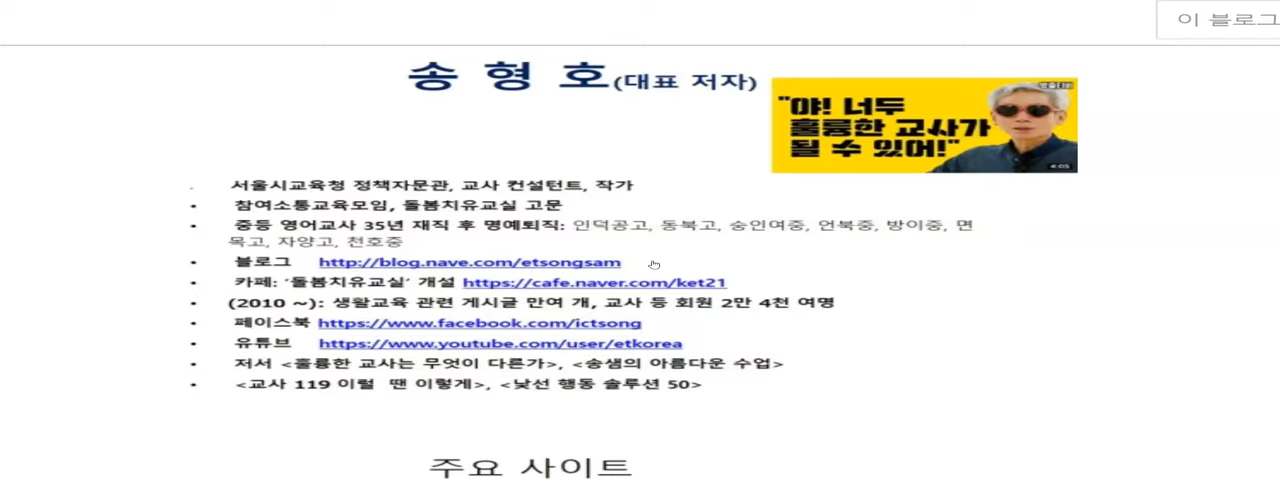 이 블로그
송 형 호(대표 저자)
"야! 너두
훌륭한 교사가
될 수 있어!"
4:05
서울시교육청 정책자문관, 교사 컨설턴트, 작가
• 참여소통교육모임, 돌봄치유교실 고문
• 중등 영어교사 35년 재직 후 명예퇴직: 인덕공고, 동북고, 숭인여중, 언북중, 방이중, 면
목고, 자양고, 천호중
• 블로그 http://blog.nave.com/etsongsam
• 카페: ‘돌봄치유교실’ 개설 https://cafe.naver.com/ket21
• (2010 ~): 생활교육 관련 게시글 만여 개, 교사 등 회원 2만 4천 여명
• 페이스북 https://www.facebook.com/ictsong
• 유튜브 https://www.youtube.com/user/etkorea
• 저서 <훌륭한 교사는 무엇이 다른가>, <송샘의 아름다운 수업>
• <교사 119 이럴 땐 이렇게>, <낯선 행동 솔루션 50>
주요 사이트